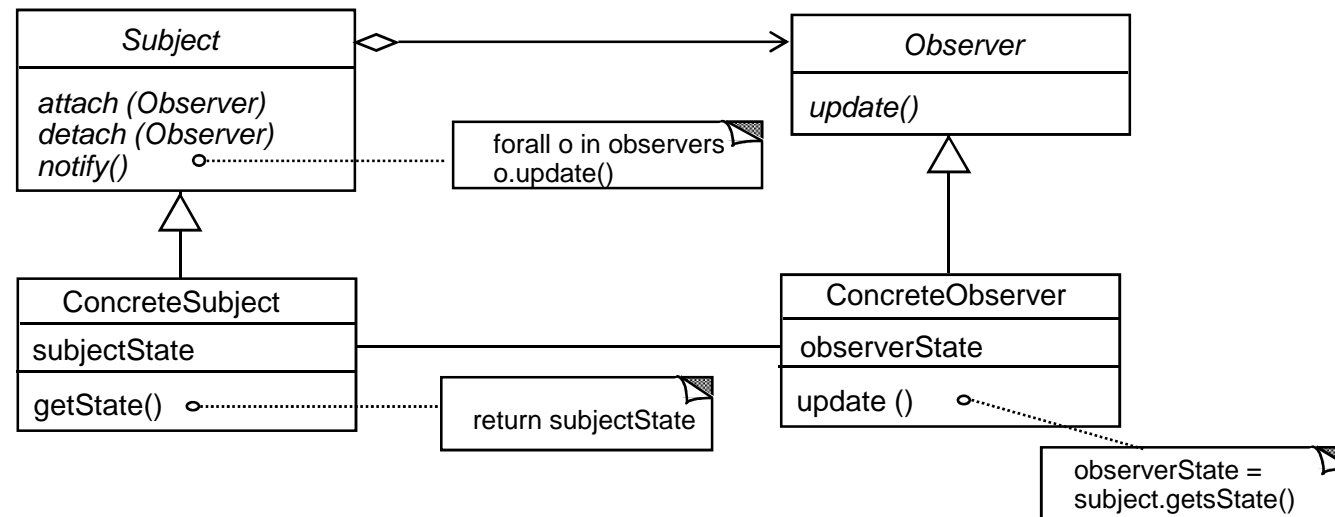 Subject
attach (Observer)
detach (Observer)
notify()
forall o in observers
o.update()
Observer
update()
ConcreteSubject
subjectState
getState()
return subjectState
ConcreteObserver
observerState
update ()
observerState =
subject.getsState()